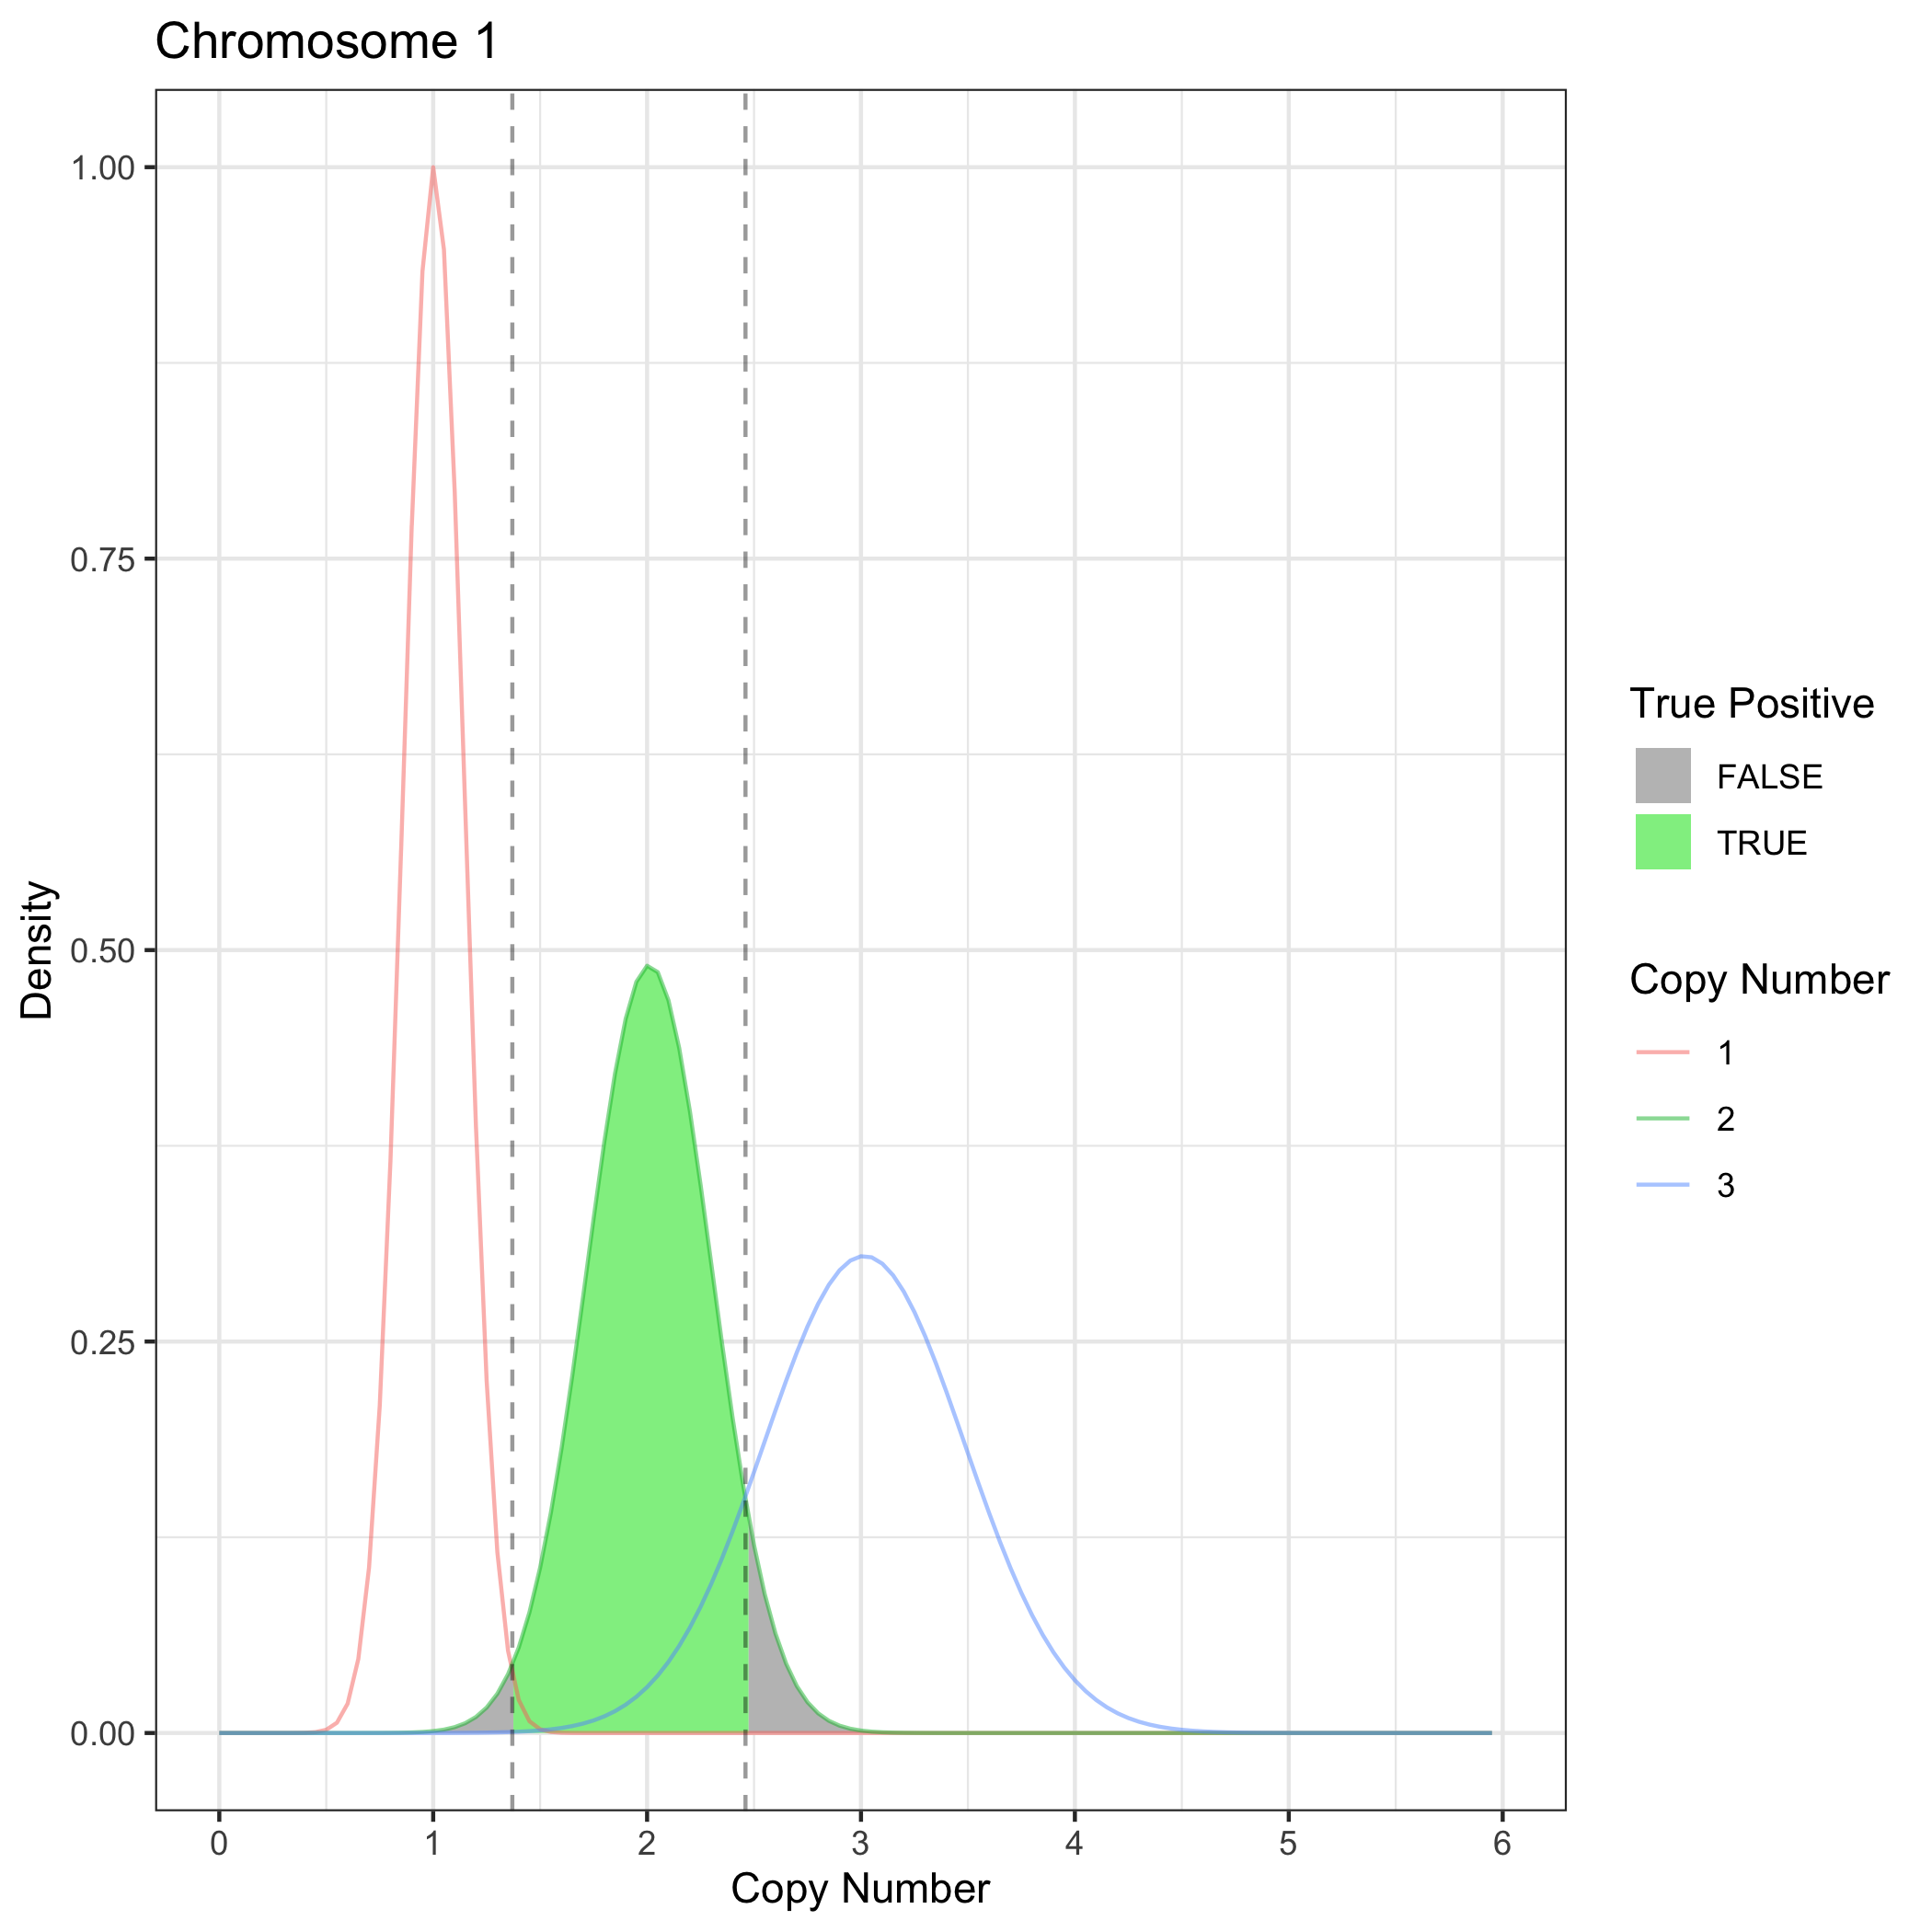 Chromosome 1
1.00
0.75
0.50
0.25
0.00
Density
0 1 2 3 4 5 6
Copy Number
True Positive
FALSE
TRUE
Copy Number
1
2
3